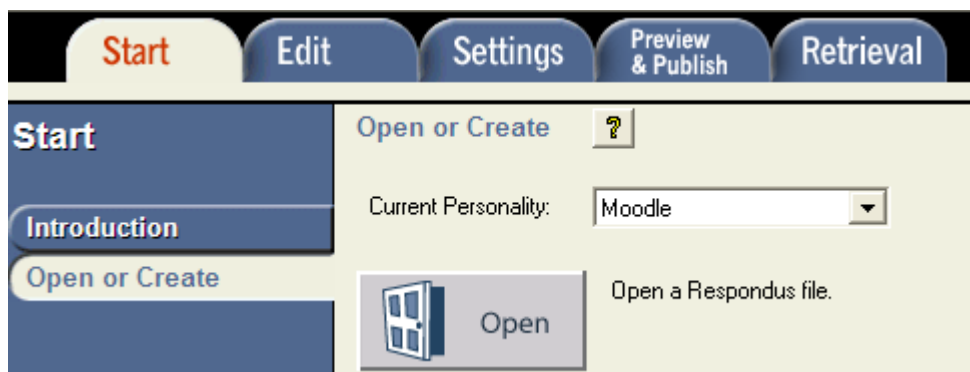 Start
Edit
Settings
Preview
& Publish
Retrieval
Start
Introduction
Open or Create
Open or Create ?
Current Personality: Moodle
Open
Open a Respondus file.